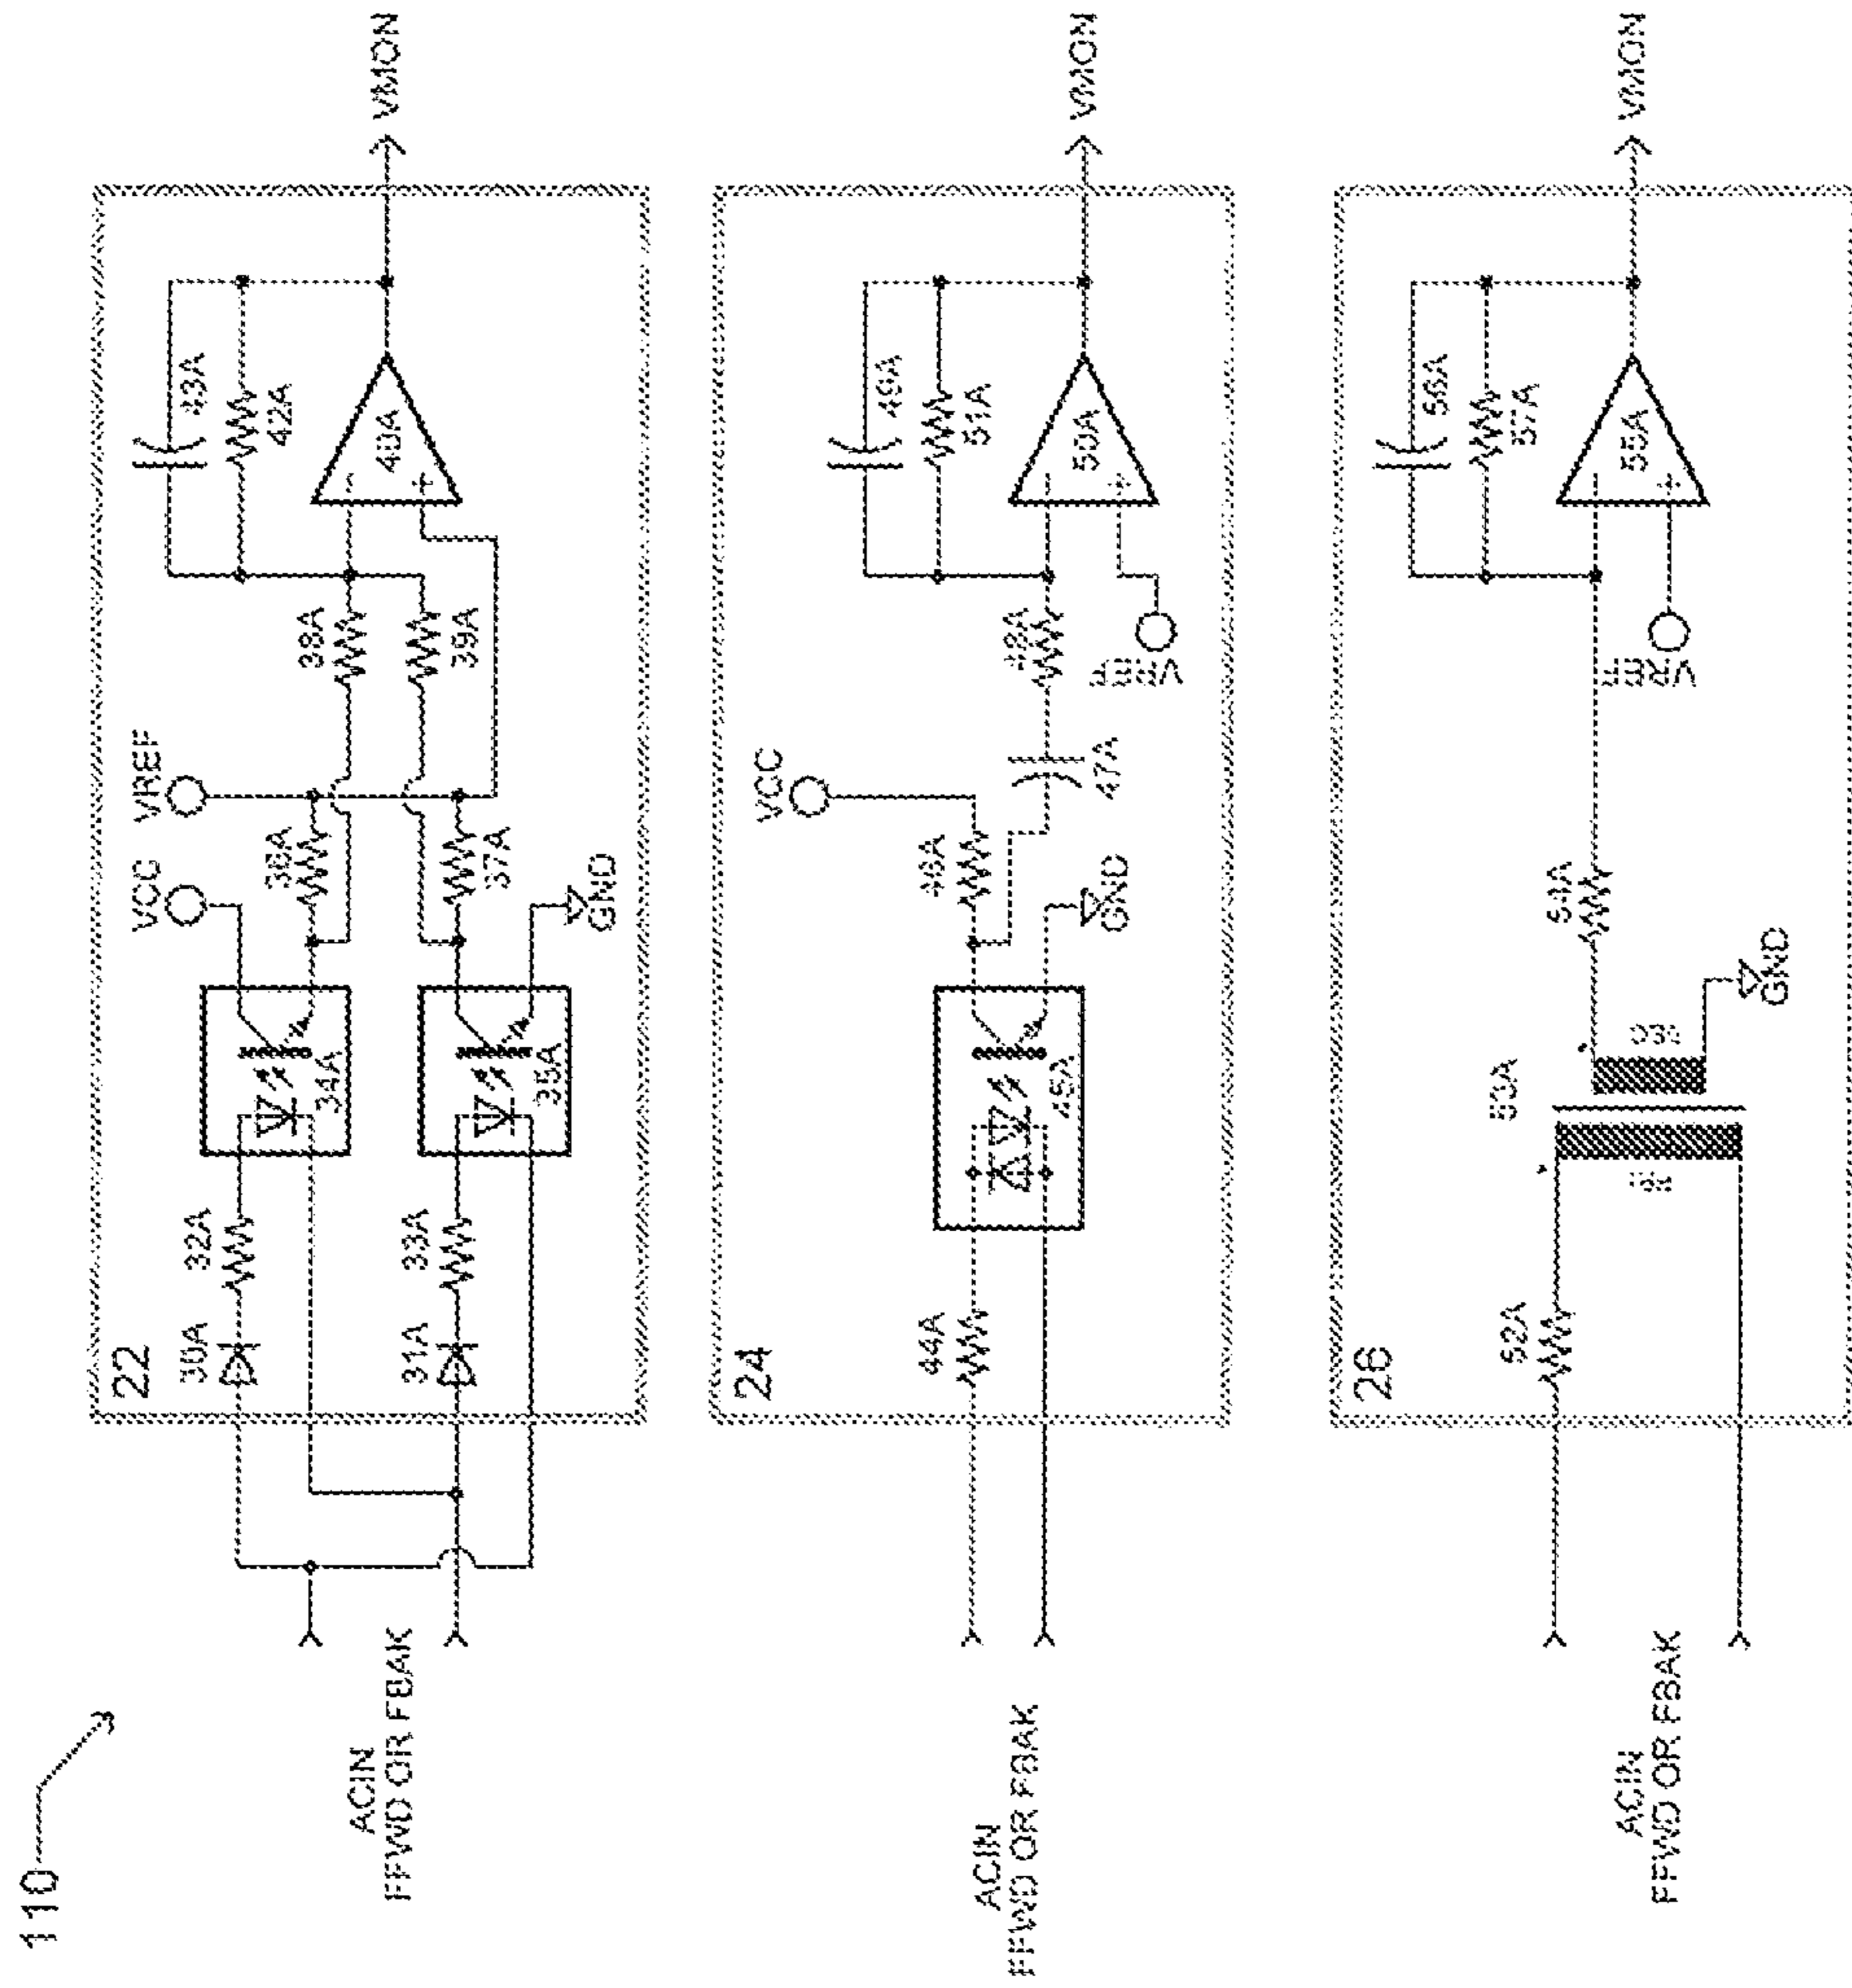 110
22
ACIN
FFWD OR FBAK
30A
32A
34A
31A
33A
35A
VCC
VREF
36A
37A
GND
38A
39A
43A
42A
40A
-
+
VMON
24
ACIN
FFWD OR FBAK
44A
45A
VCC
46A
GND
47A
48A
VREF
49A
51A
50A
-
+
VMON
26
ACIN
FFWD OR FBAK
52A
53A
PRI
SEC
GND
54A
VREF
56A
57A
55A
-
+
VMON